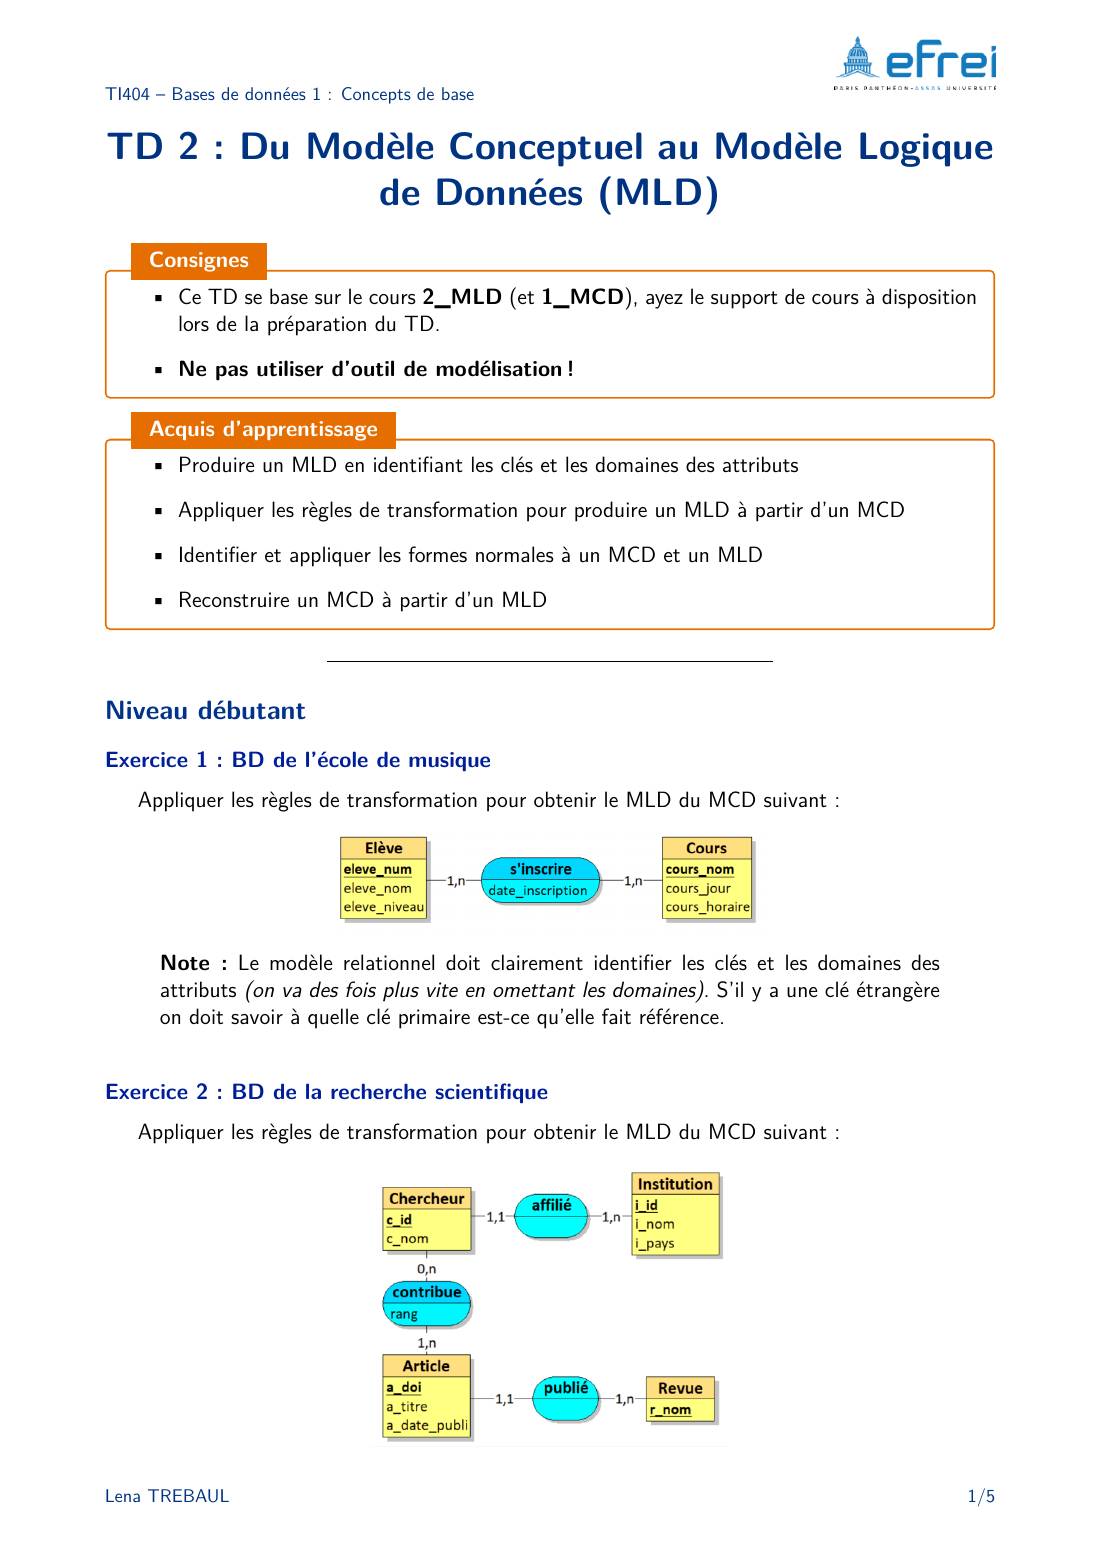 efrei
PARIS PANTHÉON-ASSAS UNIVERSITÉ
TI404 – Bases de données 1 : Concepts de base
TD 2 : Du Modèle Conceptuel au Modèle Logique
de Données (MLD)
Consignes
▪ Ce TD se base sur le cours 2_MLD (et 1_MCD), ayez le support de cours à disposition
lors de la préparation du TD.
▪ Ne pas utiliser d'outil de modélisation !
Acquis d'apprentissage
▪ Produire un MLD en identifiant les clés et les domaines des attributs
▪ Appliquer les règles de transformation pour produire un MLD à partir d'un MCD
▪ Identifier et appliquer les formes normales à un MCD et un MLD
▪ Reconstruire un MCD à partir d'un MLD
Niveau débutant
Exercice 1 : BD de l'école de musique
Appliquer les règles de transformation pour obtenir le MLD du MCD suivant :
Elève
eleve_num
eleve_nom
eleve_niveau
1,n
s'inscrire
date_inscription
1,n
Cours
cours_nom
cours_jour
cours_horaire
Note : Le modèle relationnel doit clairement identifier les clés et les domaines des
attributs (on va des fois plus vite en omettant les domaines). S'il y a une clé étrangère
on doit savoir à quelle clé primaire est-ce qu'elle fait référence.
Exercice 2 : BD de la recherche scientifique
Appliquer les règles de transformation pour obtenir le MLD du MCD suivant :
Chercheur
c_id
c_nom
1,1
affilié
1,n
Institution
i_id
i_nom
i_pays
0,n
contribue
rang
1,n
Article
a_doi
a_titre
a_date_publi
1,1
publié
1,n
Revue
r_nom
Lena TREBAUL
1/5